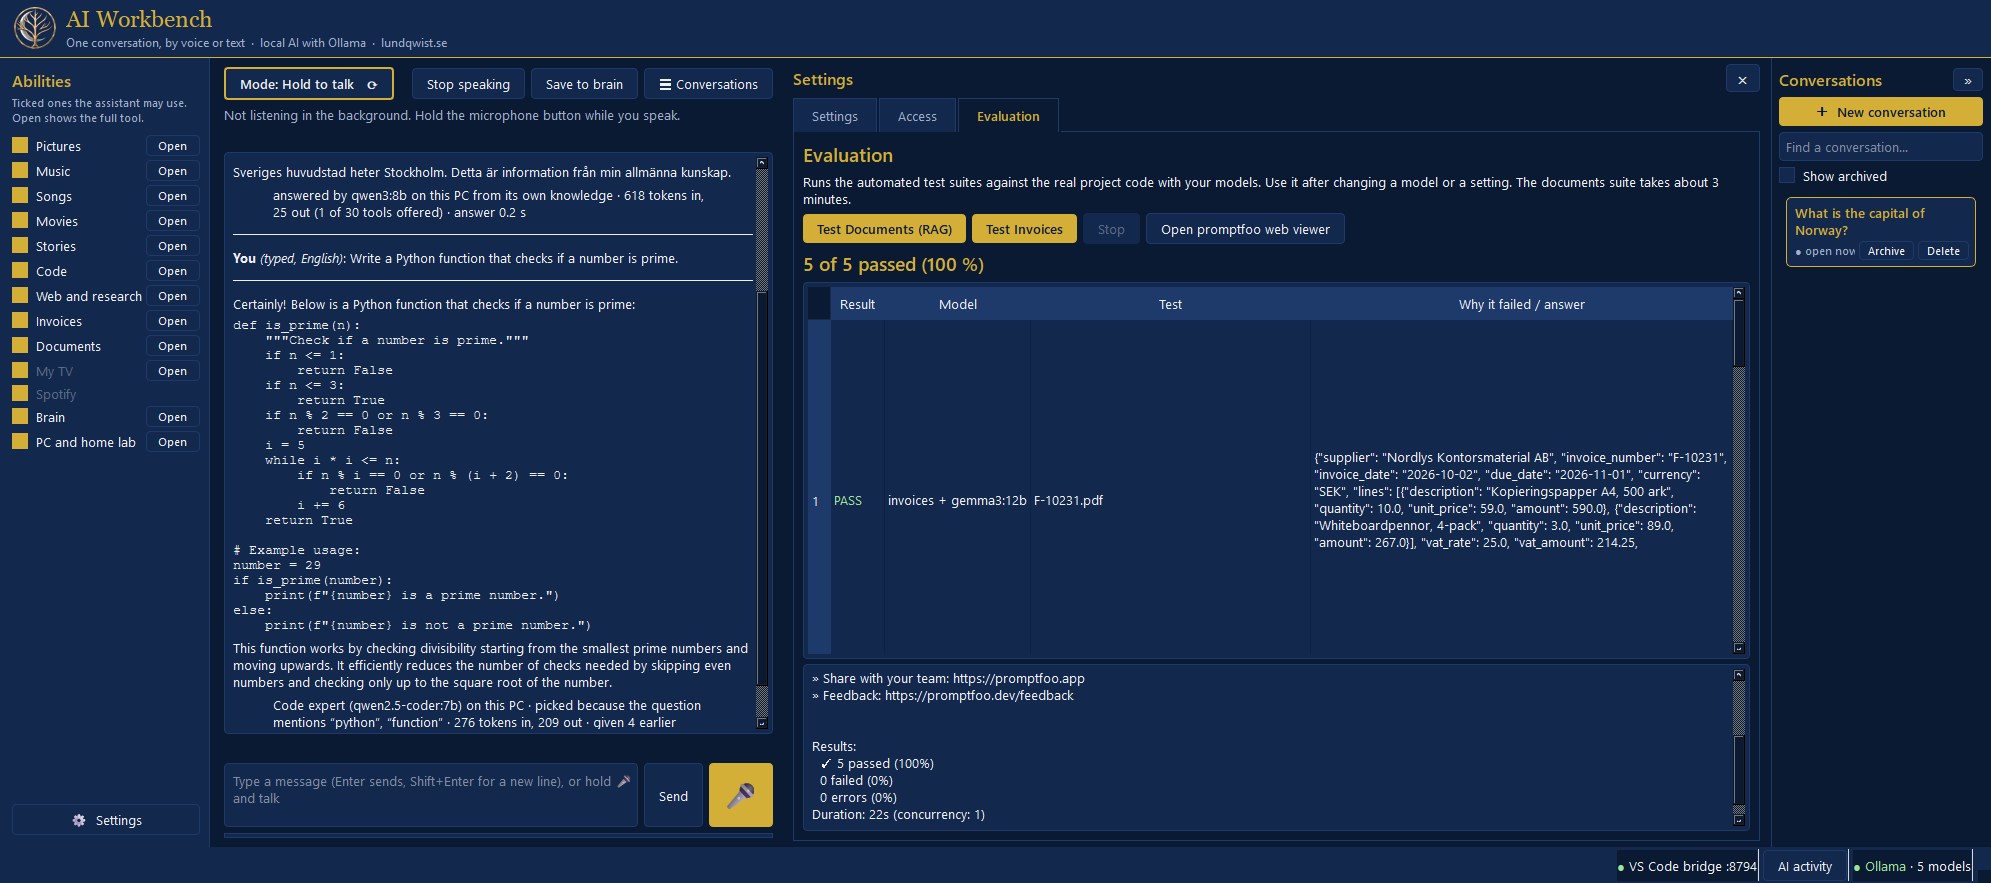 AI Workbench
One conversation, by voice or text · local AI with Ollama · lundqwist.se
Abilities
Ticked ones the assistant may use.
Open shows the full tool.
Pictures Open
Music Open
Songs Open
Movies Open
Stories Open
Code Open
Web and research Open
Invoices Open
Documents Open
My TV Open
Spotify
Brain Open
PC and home lab Open
Settings
Mode: Hold to talk ⟳
Stop speaking
Save to brain
☰ Conversations
Not listening in the background. Hold the microphone button while you speak.
Sveriges huvudstad heter Stockholm. Detta är information från min allmänna kunskap.
answered by qwen3:8b on this PC from its own knowledge · 618 tokens in,
25 out (1 of 30 tools offered) · answer 0.2 s
You (typed, English): Write a Python function that checks if a number is prime.
Certainly! Below is a Python function that checks if a number is prime:
def is_prime(n):
    """Check if a number is prime."""
    if n <= 1:
        return False
    if n <= 3:
        return True
    if n % 2 == 0 or n % 3 == 0:
        return False
    i = 5
    while i * i <= n:
        if n % i == 0 or n % (i + 2) == 0:
            return False
        i += 6
    return True
# Example usage:
number = 29
if is_prime(number):
    print(f"{number} is a prime number.")
else:
    print(f"{number} is not a prime number.")
This function works by checking divisibility starting from the smallest prime numbers and
moving upwards. It efficiently reduces the number of checks needed by skipping even
numbers and checking only up to the square root of the number.
Code expert (qwen2.5-coder:7b) on this PC · picked because the question
mentions “python”, “function” · 276 tokens in, 209 out · given 4 earlier
Type a message (Enter sends, Shift+Enter for a new line), or hold 🎤
and talk
Send
Settings
×
Settings
Access
Evaluation
Evaluation
Runs the automated test suites against the real project code with your models. Use it after changing a model or a setting. The documents suite takes about 3
minutes.
Test Documents (RAG)
Test Invoices
Stop
Open promptfoo web viewer
5 of 5 passed (100 %)
Result Model Test Why it failed / answer
1 PASS invoices + gemma3:12b F-10231.pdf
{"supplier": "Nordlys Kontorsmaterial AB", "invoice_number": "F-10231",
"invoice_date": "2026-10-02", "due_date": "2026-11-01", "currency":
"SEK", "lines": [{"description": "Kopieringspapper A4, 500 ark",
"quantity": 10.0, "unit_price": 59.0, "amount": 590.0}, {"description":
"Whiteboardpennor, 4-pack", "quantity": 3.0, "unit_price": 89.0,
"amount": 267.0}], "vat_rate": 25.0, "vat_amount": 214.25,
» Share with your team: https://promptfoo.app
» Feedback: https://promptfoo.dev/feedback
Results:
✓ 5 passed (100%)
0 failed (0%)
0 errors (0%)
Duration: 22s (concurrency: 1)
Conversations
»
+ New conversation
Find a conversation...
Show archived
What is the capital of
Norway?
● open now Archive Delete
● VS Code bridge :8794
AI activity
● Ollama · 5 models